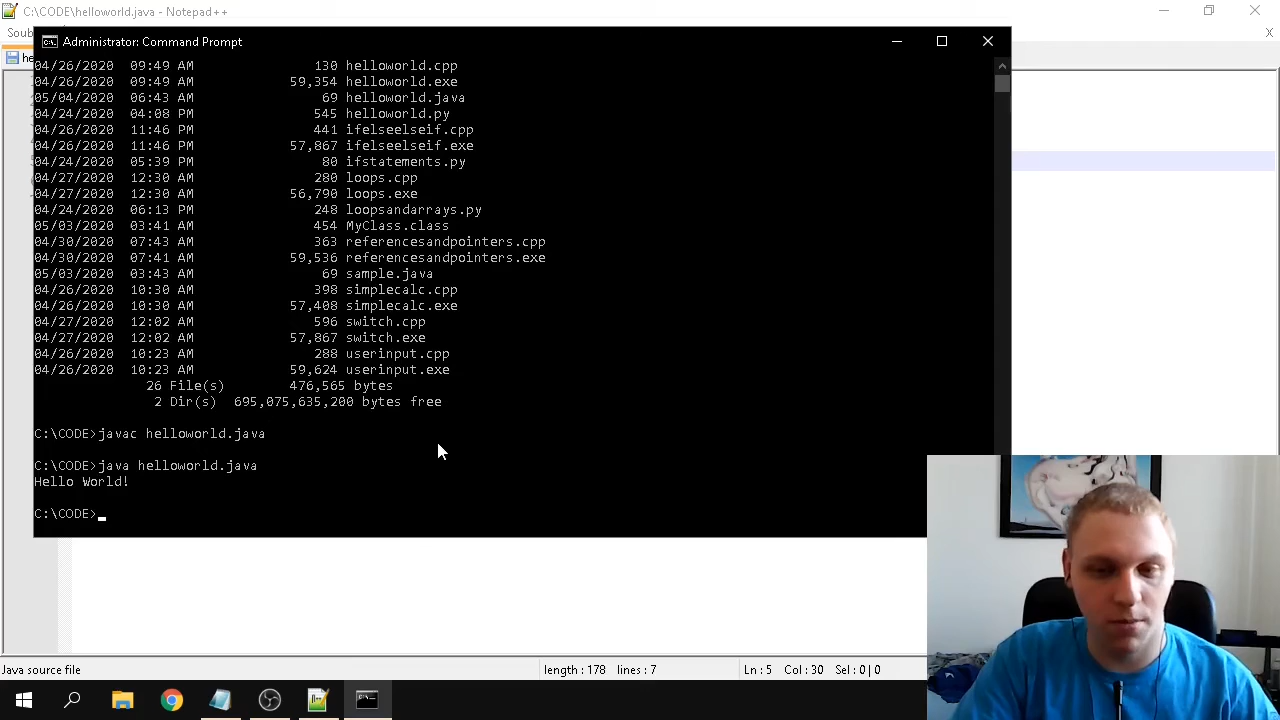 C:\CODE\helloworld.java - Notepad++
Soub
X
Administrator: Command Prompt
he
04/26/2020 09:49 AM 130 helloworld.cpp
04/26/2020 09:49 AM 59,354 helloworld.exe
05/04/2020 06:43 AM 69 helloworld.java
04/24/2020 04:08 PM 545 helloworld.py
04/26/2020 11:46 PM 441 ifelseelseif.cpp
04/26/2020 11:46 PM 57,867 ifelseelseif.exe
04/24/2020 05:39 PM 80 ifstatements.py
04/27/2020 12:30 AM 280 loops.cpp
04/27/2020 12:30 AM 56,790 loops.exe
04/24/2020 06:13 PM 248 loopsandarrays.py
05/03/2020 03:41 AM 454 MyClass.class
04/30/2020 07:43 AM 363 referencesandpointers.cpp
04/30/2020 07:41 AM 59,536 referencesandpointers.exe
05/03/2020 03:43 AM 69 sample.java
04/26/2020 10:30 AM 398 simplecalc.cpp
04/26/2020 10:30 AM 57,408 simplecalc.exe
04/27/2020 12:02 AM 596 switch.cpp
04/27/2020 12:02 AM 57,867 switch.exe
04/26/2020 10:23 AM 288 userinput.cpp
04/26/2020 10:23 AM 59,624 userinput.exe
26 File(s) 476,565 bytes
2 Dir(s) 695,075,635,200 bytes free
C:\CODE>javac helloworld.java
C:\CODE>java helloworld.java
Hello World!
C:\CODE>
Java source file length : 178 lines : 7 Ln : 5 Col : 30 Sel : 0 | 0